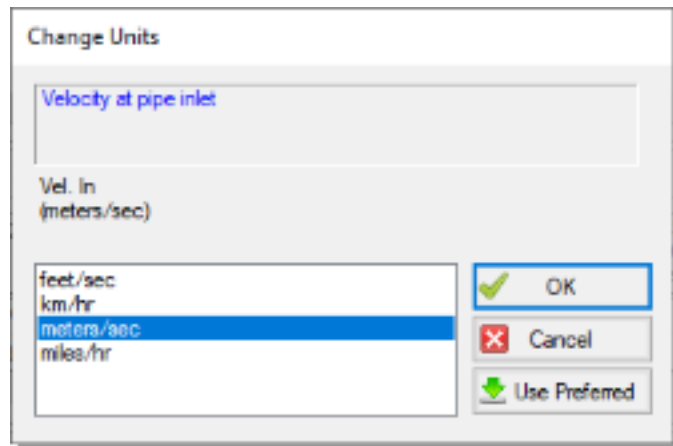 Change Units
Velocity at pipe inlet
Vel. In
(meters/sec)
feet/sec
km/hr
meters/sec
miles/hr
OK
Cancel
Use Preferred